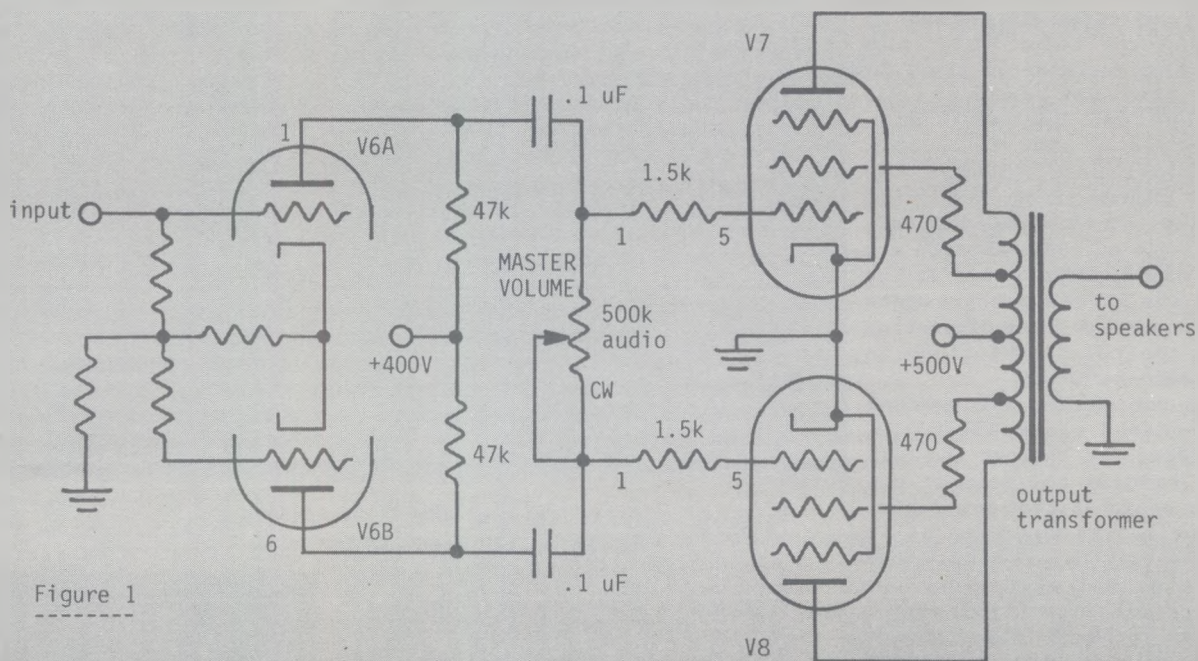 V7
.1 uF
1
V6A
1.5k
input
47k
1
5
470
MASTER
VOLUME
500k
audio
to
speakers
+400V
+500V
CW
1.5k
470
47k
1
5
output
transformer
6
V6B
.1 uF
Figure 1
V8